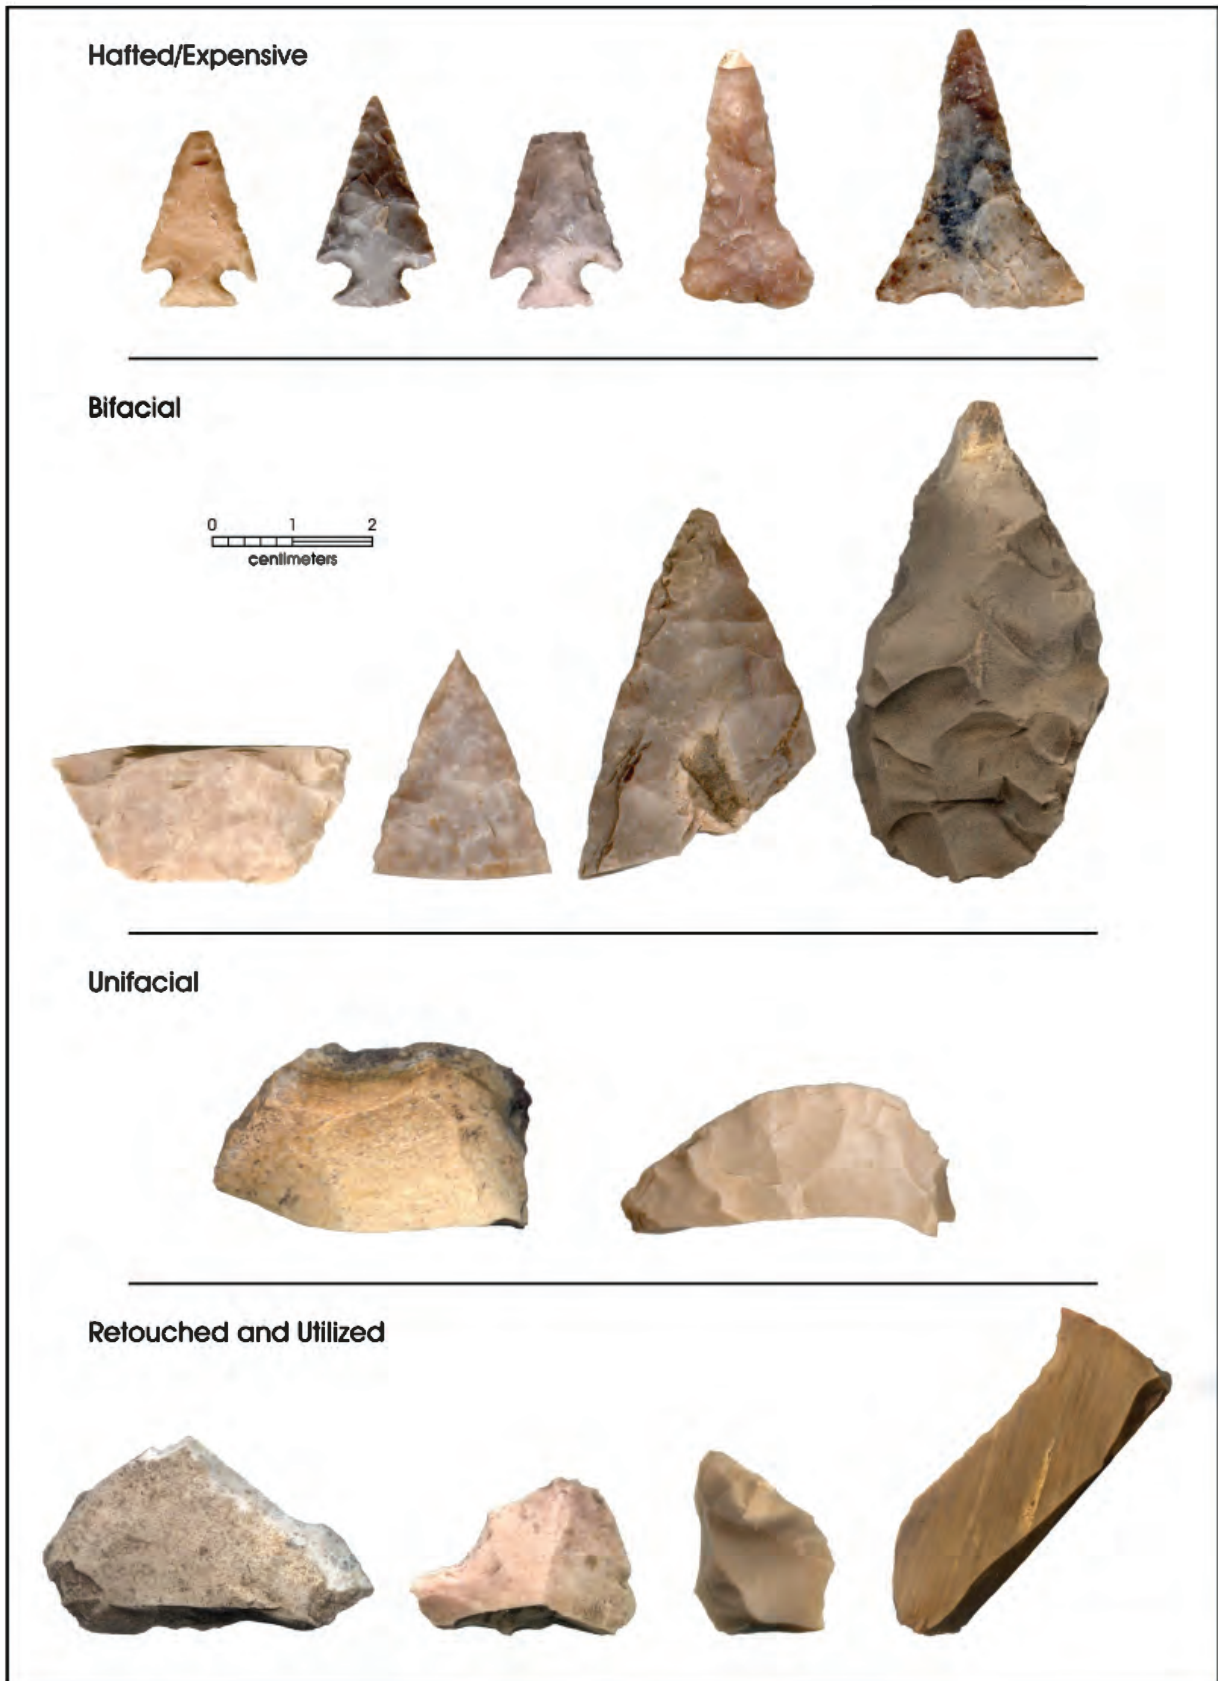 Hafted/Expensive
Bifacial
0 1 2
centimeters
Unifacial
Retouched and Utilized